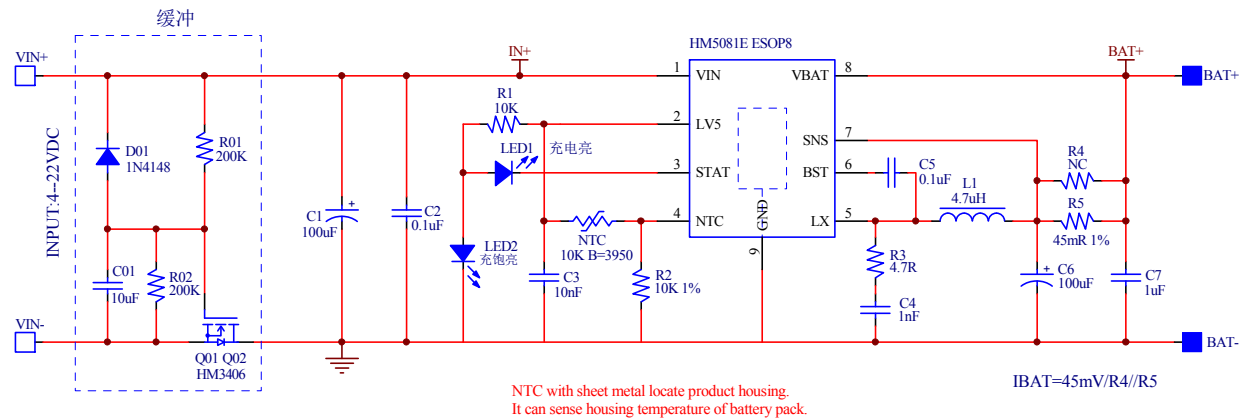 缓冲
VIN+
INPUT:4--22VDC
D01
1N4148
R01
200K
C01
10uF
R02
200K
VIN-
Q01 Q02
HM3406
C1
100uF
+
C2
0.1uF
IN+
R1
10K
LED1
充电亮
LED2
充饱亮
NTC
10K B=3950
C3
10nF
R2
10K 1%
HM5081E ESOP8
1
VIN
2
LV5
3
STAT
4
NTC
VBAT
8
SNS
7
BST
6
LX
5
GND
9
C5
0.1uF
L1
4.7uH
R3
4.7R
C4
1nF
R4
NC
R5
45mR 1%
+
C6
100uF
C7
1uF
BAT+
BAT+
BAT-
IBAT=45mV/R4//R5
NTC with sheet metal locate product housing.
It can sense housing temperature of battery pack.